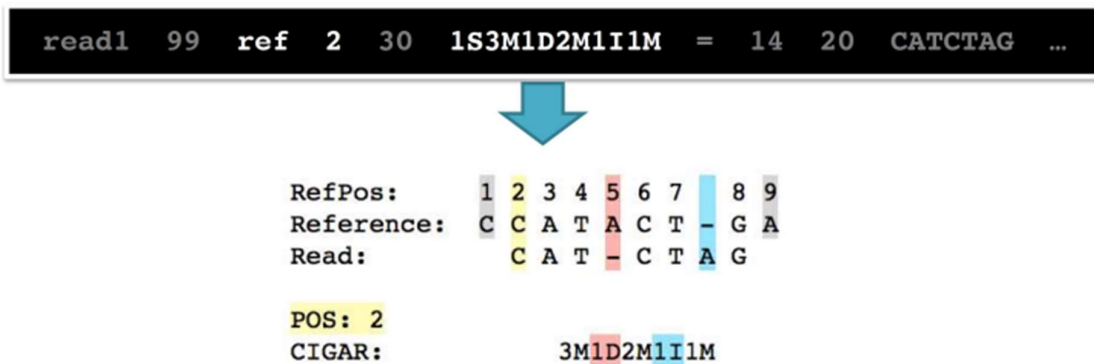 read1 99 ref 2 30 1S3M1D2M1I1M = 14 20 CATCTAG …
RefPos: 1 2 3 4 5 6 7 8 9
Reference: C C A T A C T - G A
Read: C A T - C T A G
POS: 2
CIGAR: 3M1D2M1I1M